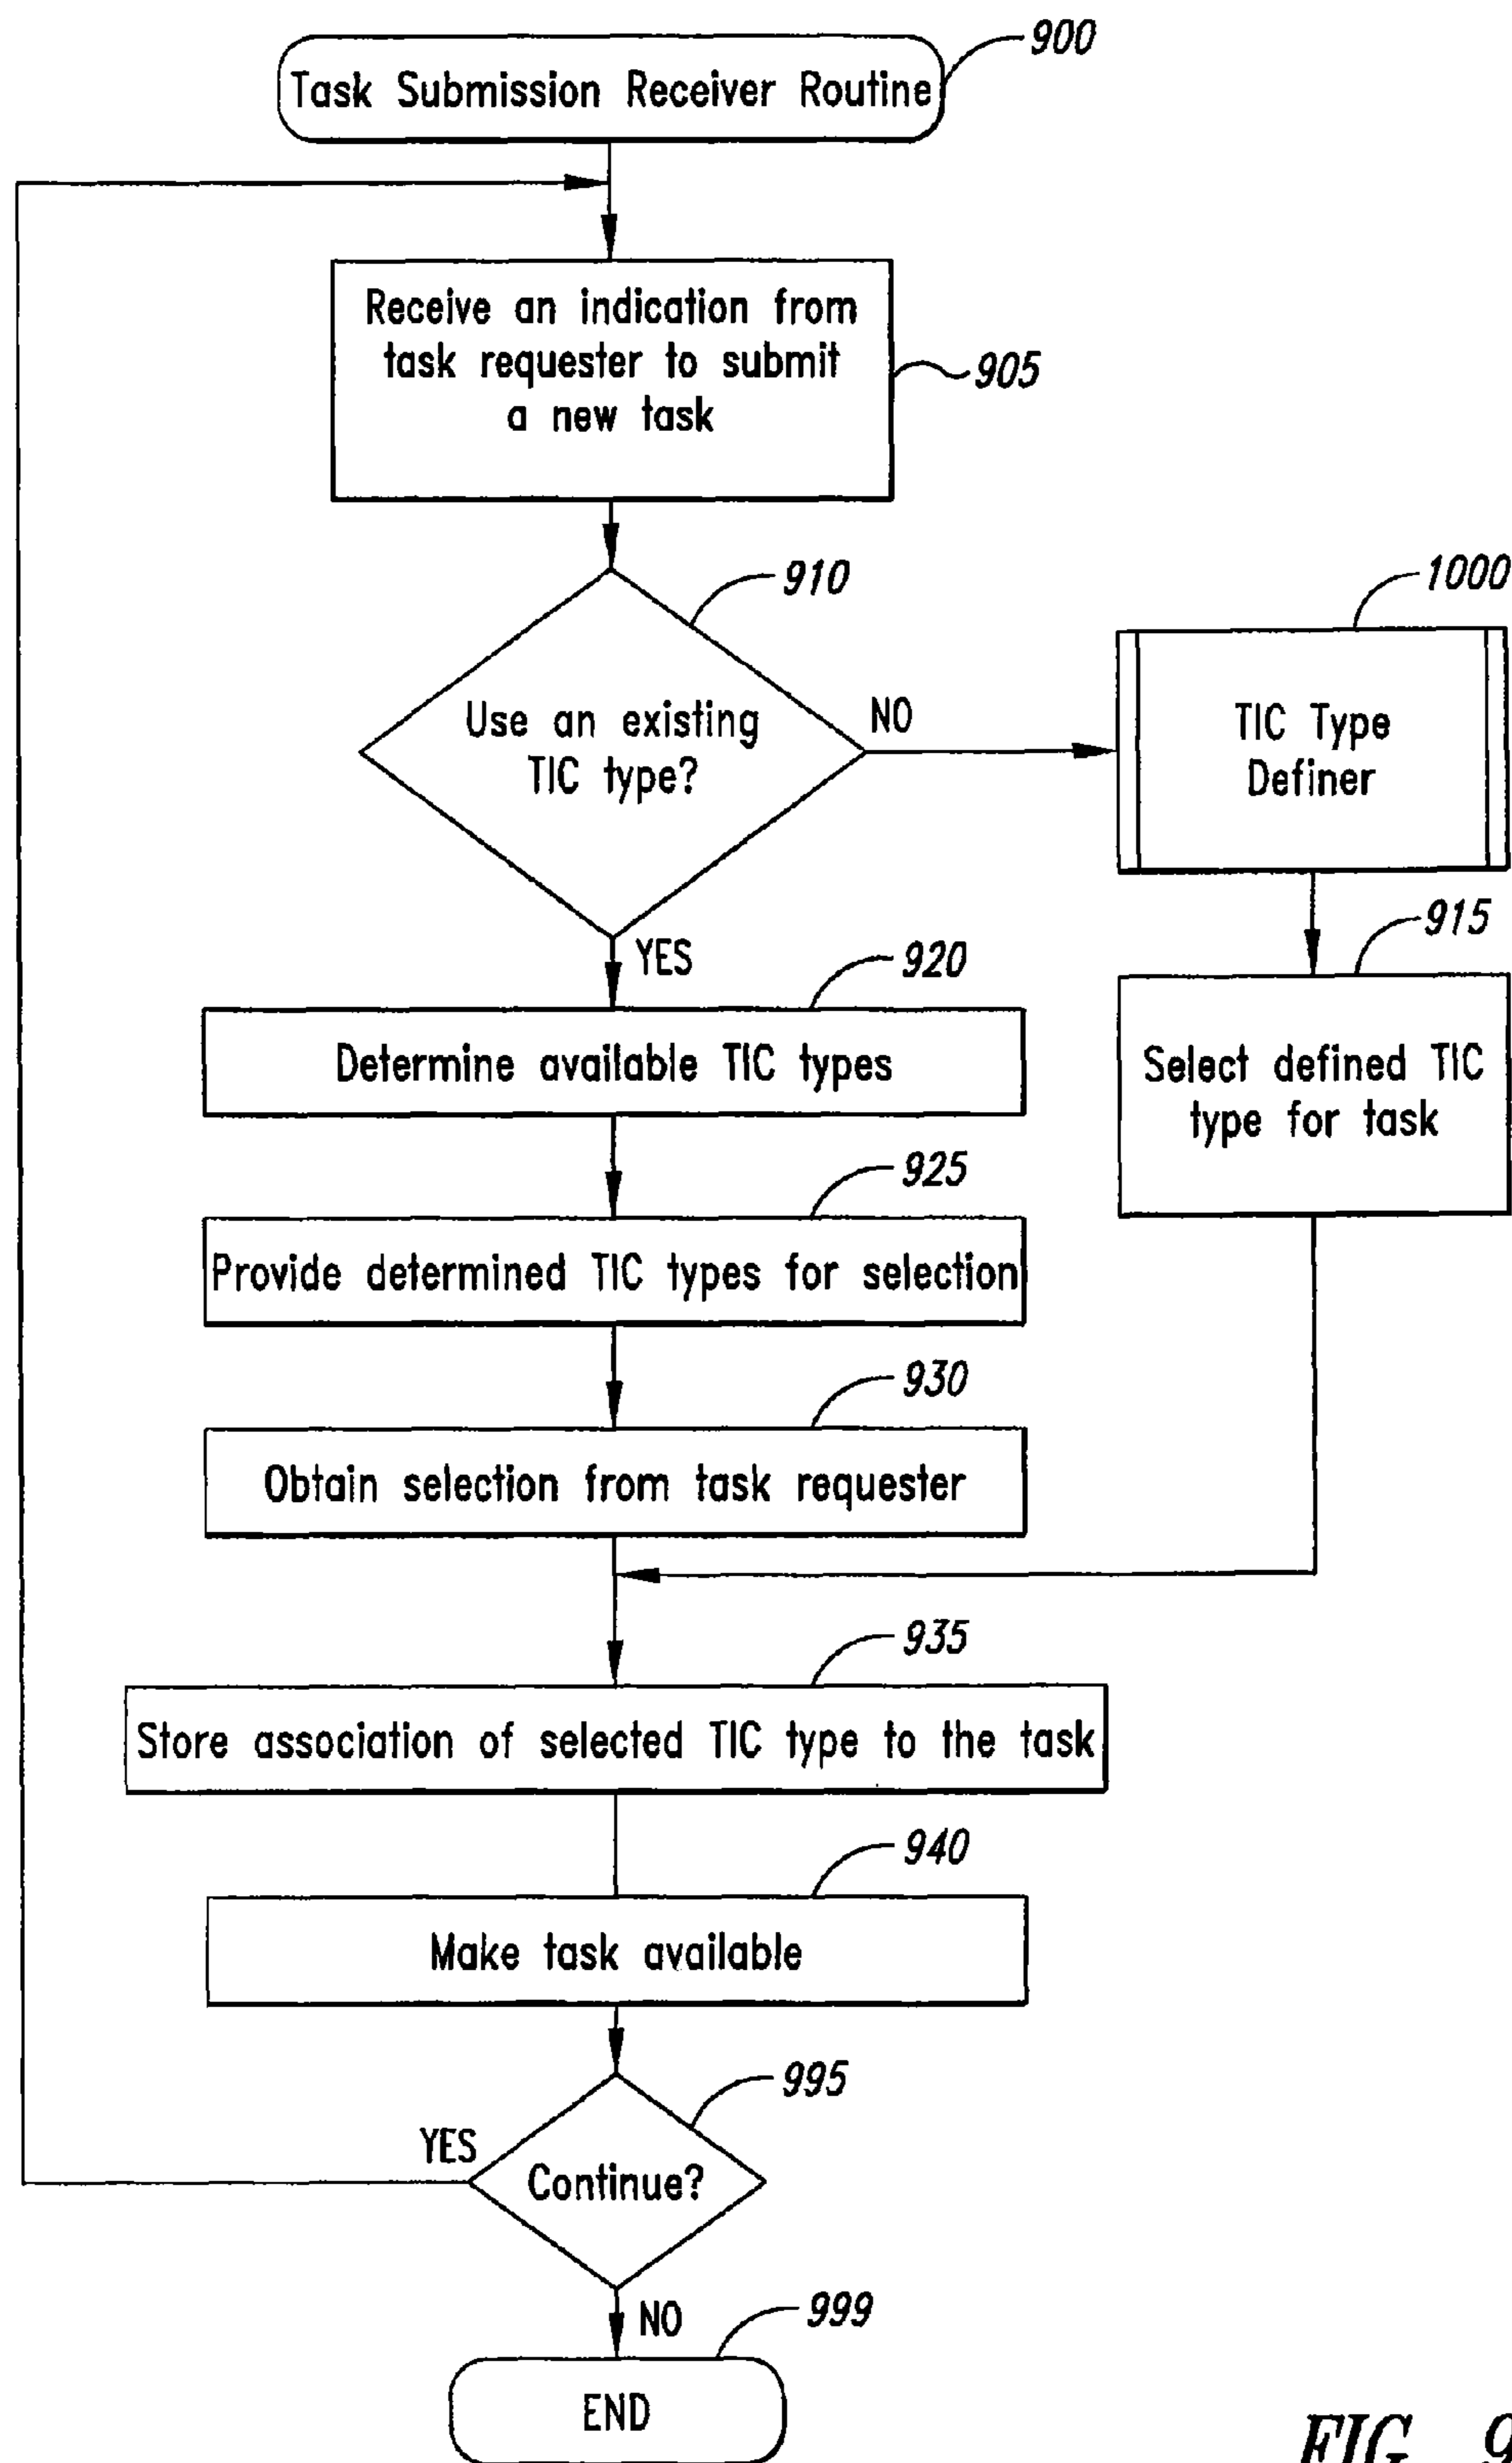 900
Task Submission Receiver Routine
Receive an indication from
task requester to submit
a new task
905
910
Use an existing
TIC type?
NO
1000
TIC Type
Definer
YES
920
Determine available TIC types
915
Select defined TIC
type for task
925
Provide determined TIC types for selection
930
Obtain selection from task requester
935
Store association of selected TIC type to the task
940
Make task available
995
YES
Continue?
NO
999
END
FIG. 9